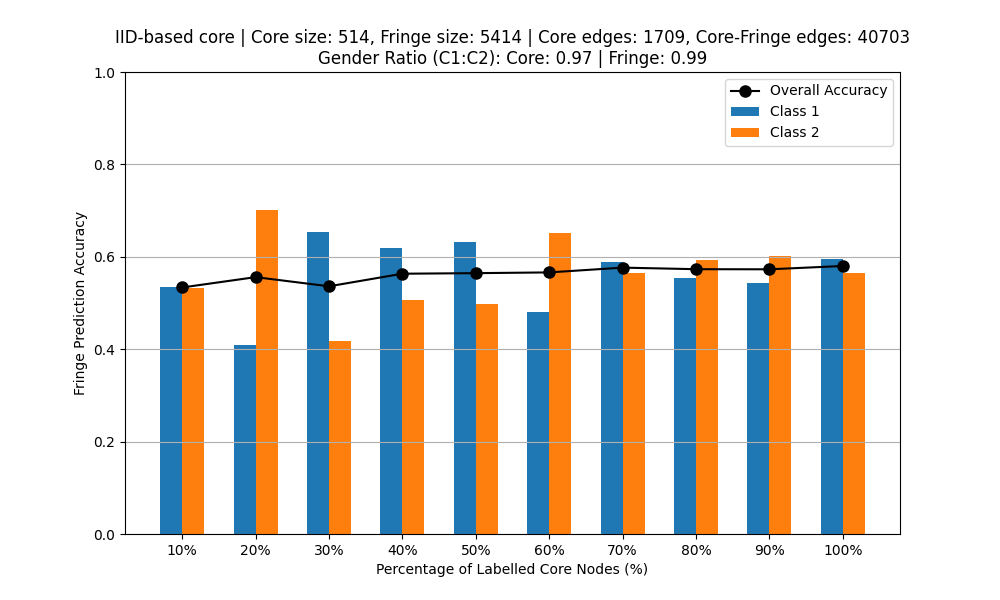 IID-based core | Core size: 514, Fringe size: 5414 | Core edges: 1709, Core-Fringe edges: 40703
Gender Ratio (C1:C2): Core: 0.97 | Fringe: 0.99
Overall Accuracy
Class 1
Class 2
1.0
0.8
0.6
0.4
0.2
0.0
Fringe Prediction Accuracy
10% 20% 30% 40% 50% 60% 70% 80% 90% 100%
Percentage of Labelled Core Nodes (%)